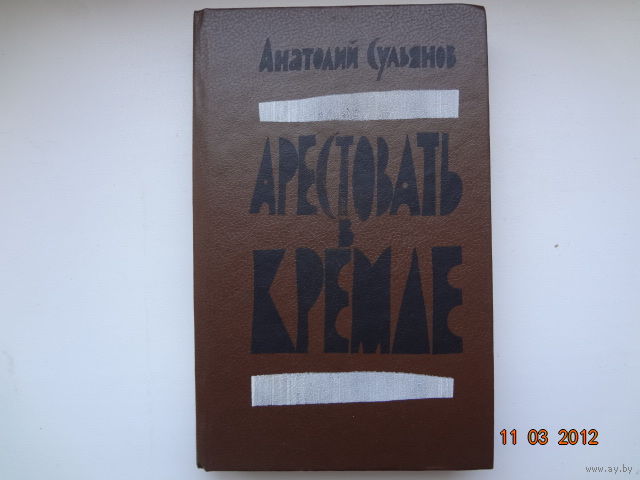 Анатолий Сульянов
АРЕСТОВАТЬ
В
КРЕМЛЕ
11 03 2012
www.ay.by